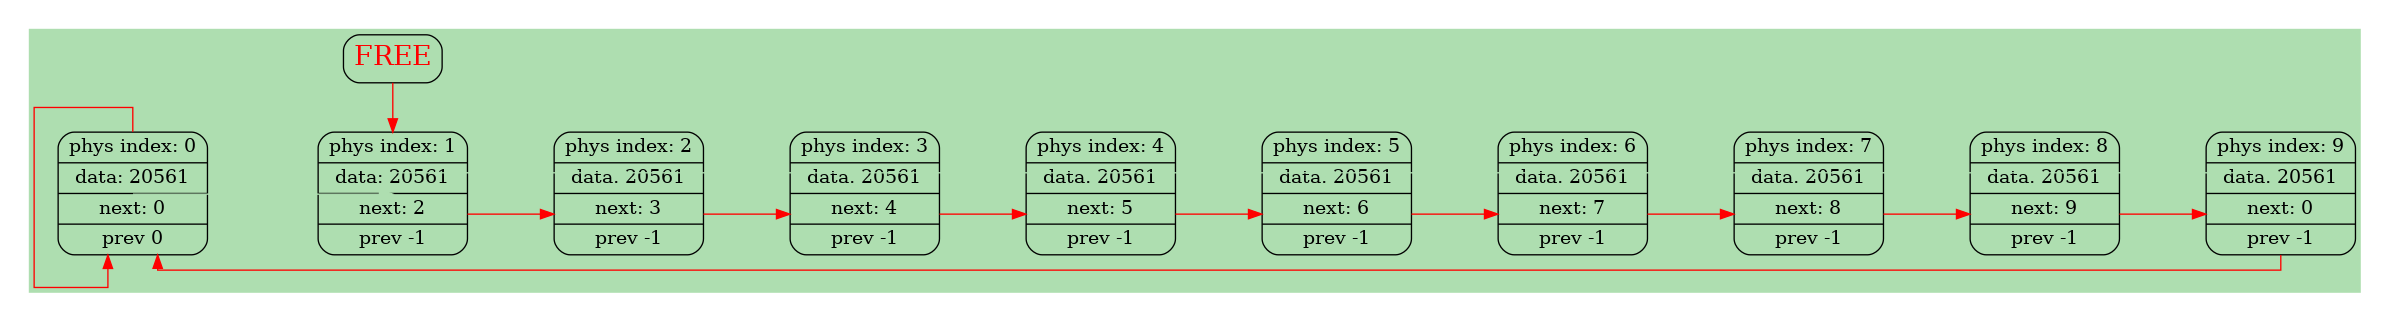 FREE
phys index: 0
data: 20561
next: 0
prev 0
phys index: 1
data: 20561
next: 2
prev -1
phys index: 2
data. 20561
next: 3
prev -1
phys index: 3
data. 20561
next: 4
prev -1
phys index: 4
data. 20561
next: 5
prev -1
phys index: 5
data. 20561
next: 6
prev -1
phys index: 6
data. 20561
next: 7
prev -1
phys index: 7
data. 20561
next: 8
prev -1
phys index: 8
data. 20561
next: 9
prev -1
phys index: 9
data. 20561
next: 0
prev -1